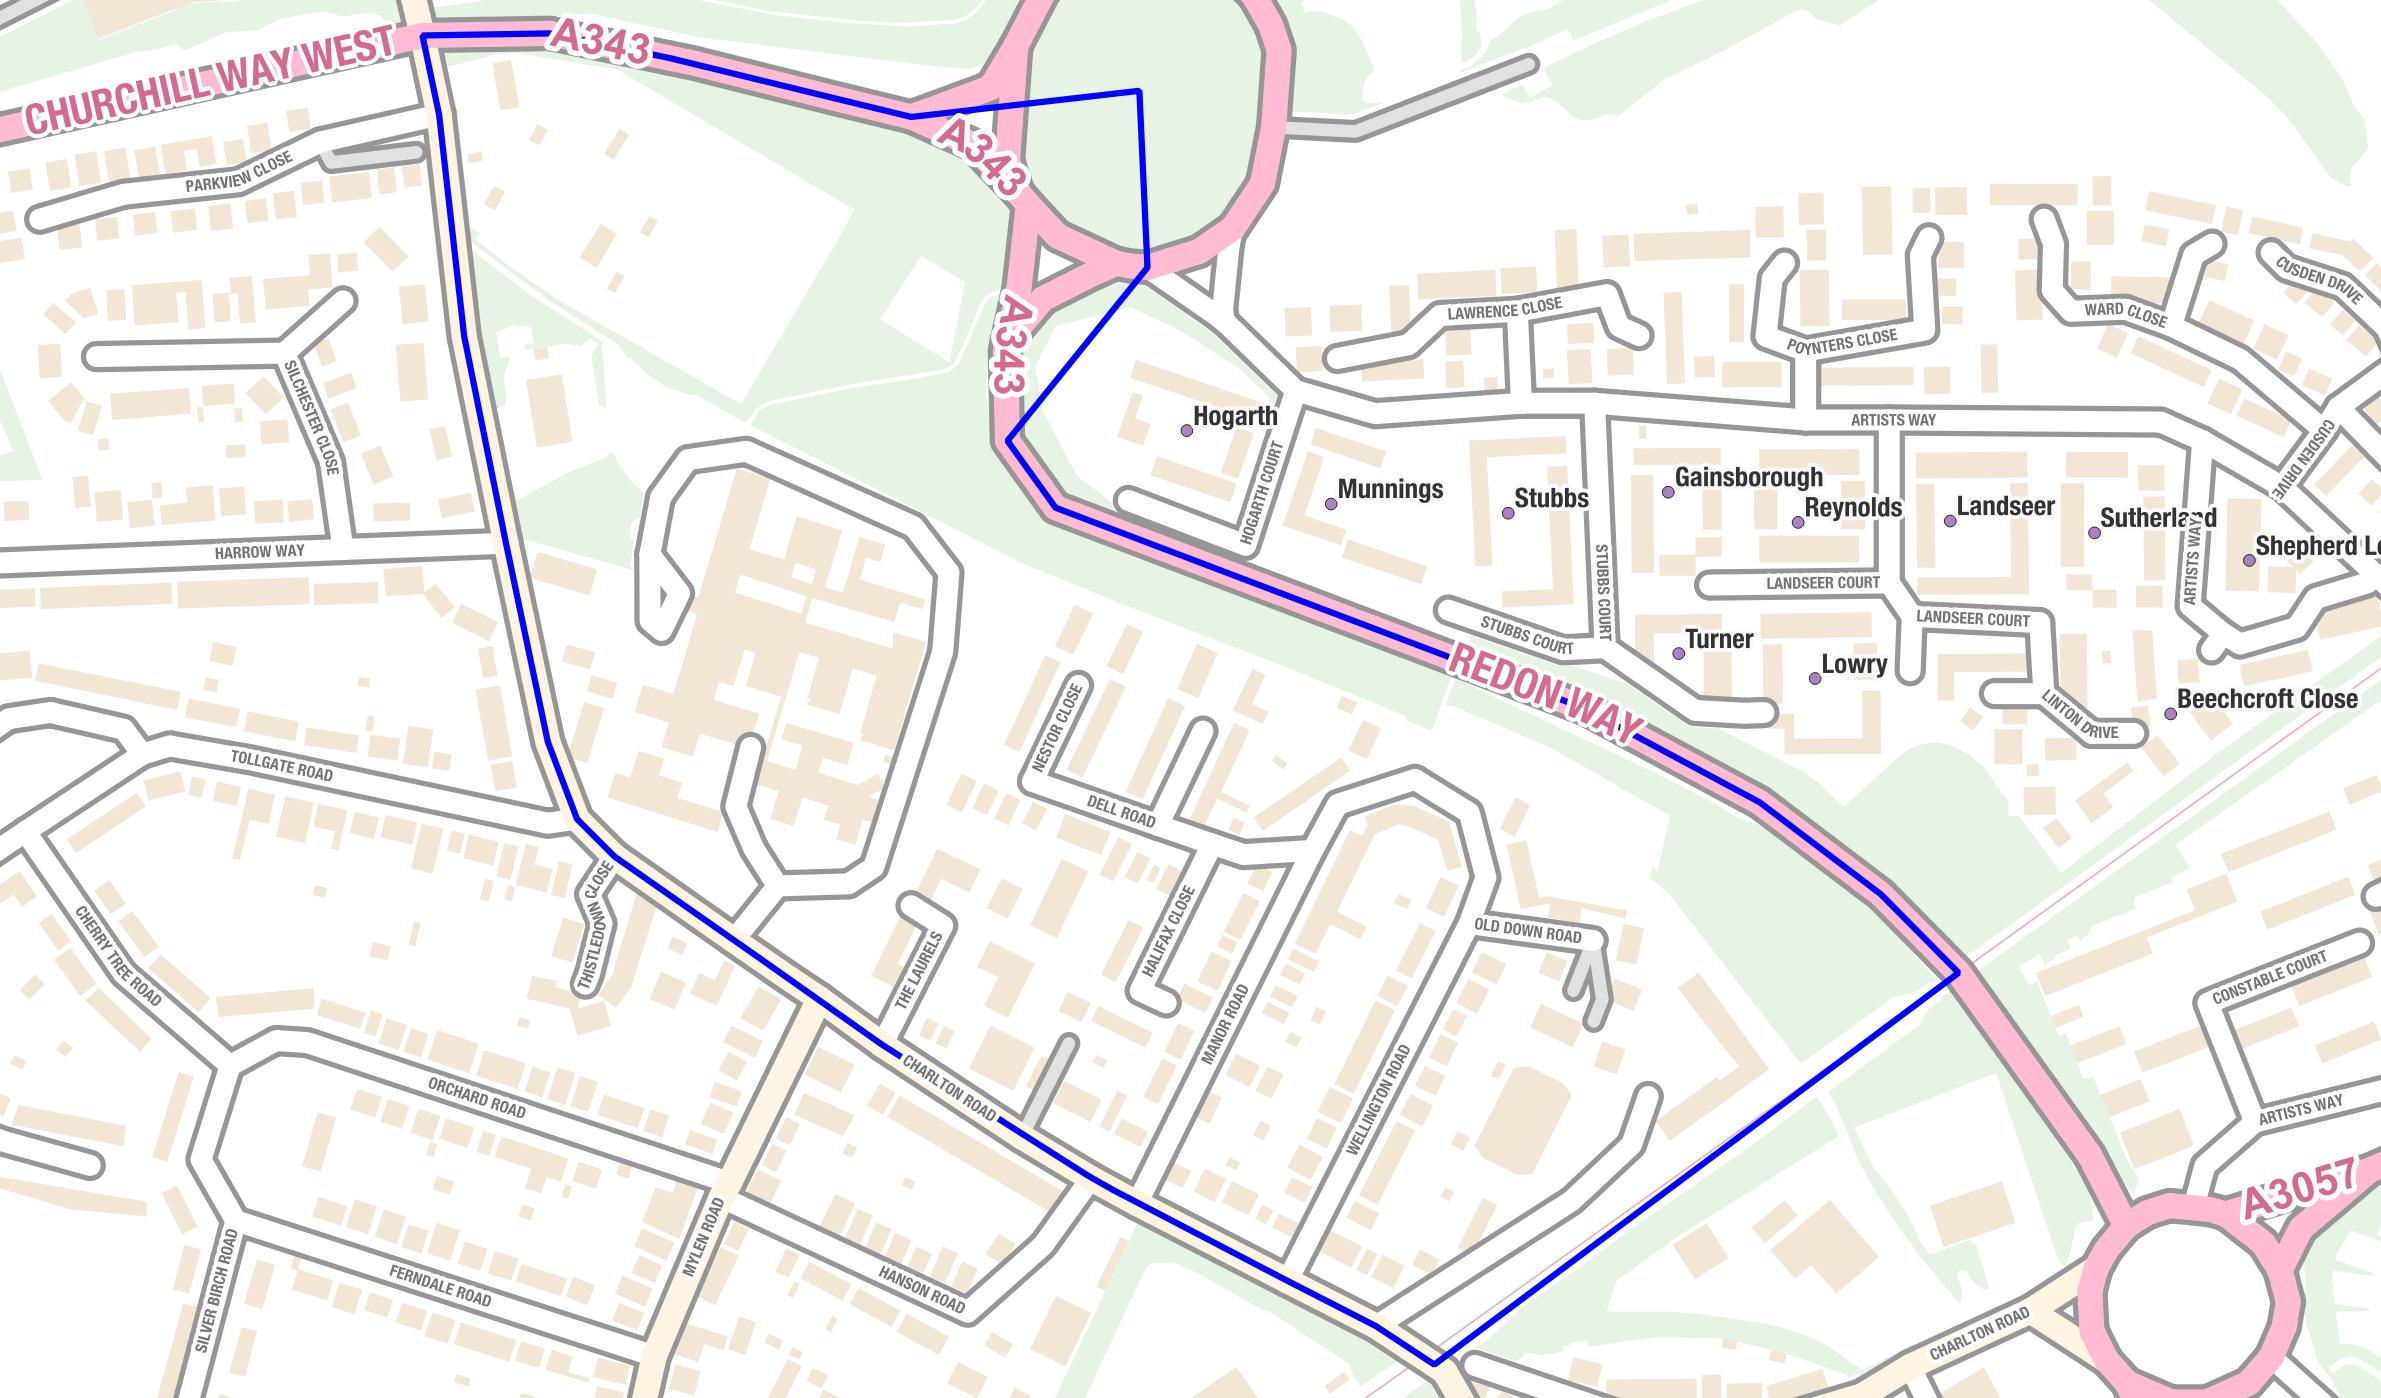 A343
CHURCHILL WAY WEST
A343
PARKVIEW CLOSE
CUSDEN DRIVE
LAWRENCE CLOSE
WARD CLOSE
A343
POYNTERS CLOSE
SILCHESTER CLOSE
Hogarth
ARTISTS WAY
CUSDEN DRIVE
HOGARTH COURT
Munnings
Stubbs
Gainsborough
Reynolds
Landseer
Sutherland
ARTISTS WAY
Shepherd Lo
HARROW WAY
STUBBS COURT
LANDSEER COURT
LANDSEER COURT
STUBBS COURT
Turner
Lowry
REDON WAY
LINTON DRIVE
Beechcroft Close
NESTOR CLOSE
TOLLGATE ROAD
DELL ROAD
CHERRY TREE ROAD
THISTLEDOWN CLOSE
THE LAURELS
HALIFAX CLOSE
OLD DOWN ROAD
CONSTABLE COURT
MANOR ROAD
CHARLTON ROAD
ORCHARD ROAD
WELLINGTON ROAD
ARTISTS WAY
A3057
MYLEN ROAD
SILVER BIRCH ROAD
FERNDALE ROAD
HANSON ROAD
CHARLTON ROAD